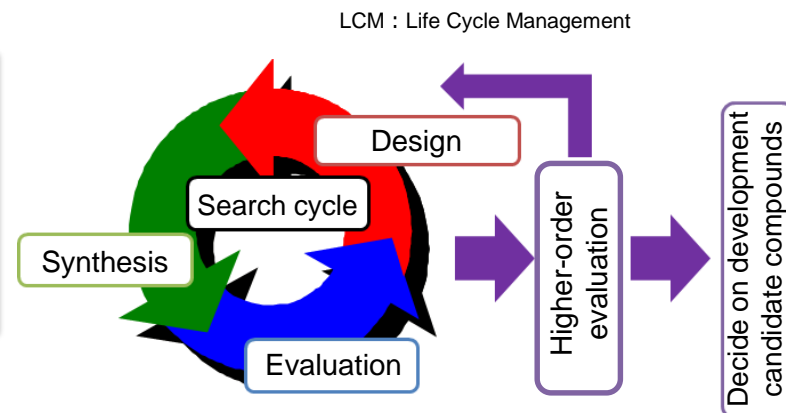 LCM：Life Cycle Management
Design
Search cycle
Synthesis
Evaluation
Higher-order
evaluation
Decide on development
candidate compounds